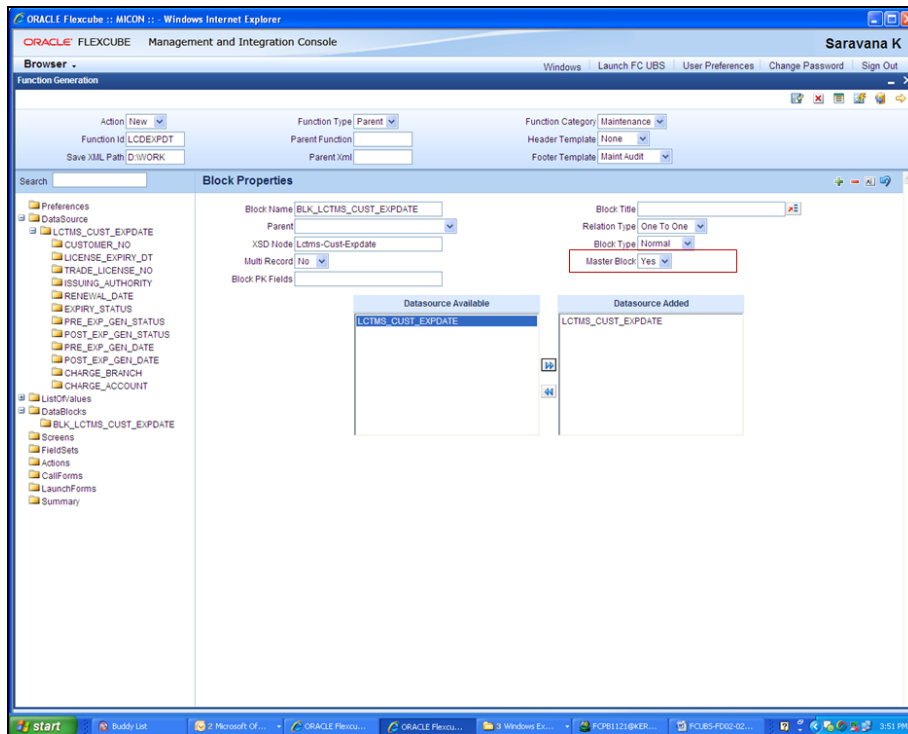 ORACLE Flexcube :: MICON :: - Windows Internet Explorer
ORACLE FLEXCUBE Management and Integration Console
Saravana K
Browser
Windows Launch FC UBS User Preferences Change Password Sign Out
Function Generation
Action New Function Type Parent Function Category Maintenance
Function Id LCDEXPDT Parent Function Header Template None
Save XML Path D:\WORK Parent Xml Footer Template Maint Audit
Search
Block Properties
Preferences
DataSource
LCTMS_CUST_EXPDATE
CUSTOMER_NO
LICENSE_EXPIRY_DT
TRADE_LICENSE_NO
ISSUING_AUTHORITY
RENEWAL_DATE
EXPIRY_STATUS
PRE_EXP_GEN_STATUS
POST_EXP_GEN_STATUS
PRE_EXP_GEN_DATE
POST_EXP_GEN_DATE
CHARGE_BRANCH
CHARGE_ACCOUNT
ListOfValues
DataBlocks
BLK_LCTMS_CUST_EXPDATE
Screens
FieldSets
Actions
CallForms
LaunchForms
Summary
Block Name BLK_LCTMS_CUST_EXPDATE Block Title
Parent Relation Type One To One
XSD Node Lctms-Cust-Expdate Block Type Normal
Multi Record No Master Block Yes
Block PK Fields
Datasource Available Datasource Added
LCTMS_CUST_EXPDATE LCTMS_CUST_EXPDATE
start Buddy List 2 Microsoft Of... ORACLE Flexcu... ORACLE Flexcu... 3 Windows Ex... FCPB1121@KER... FCUBS-FD02-02... 3:51 PM